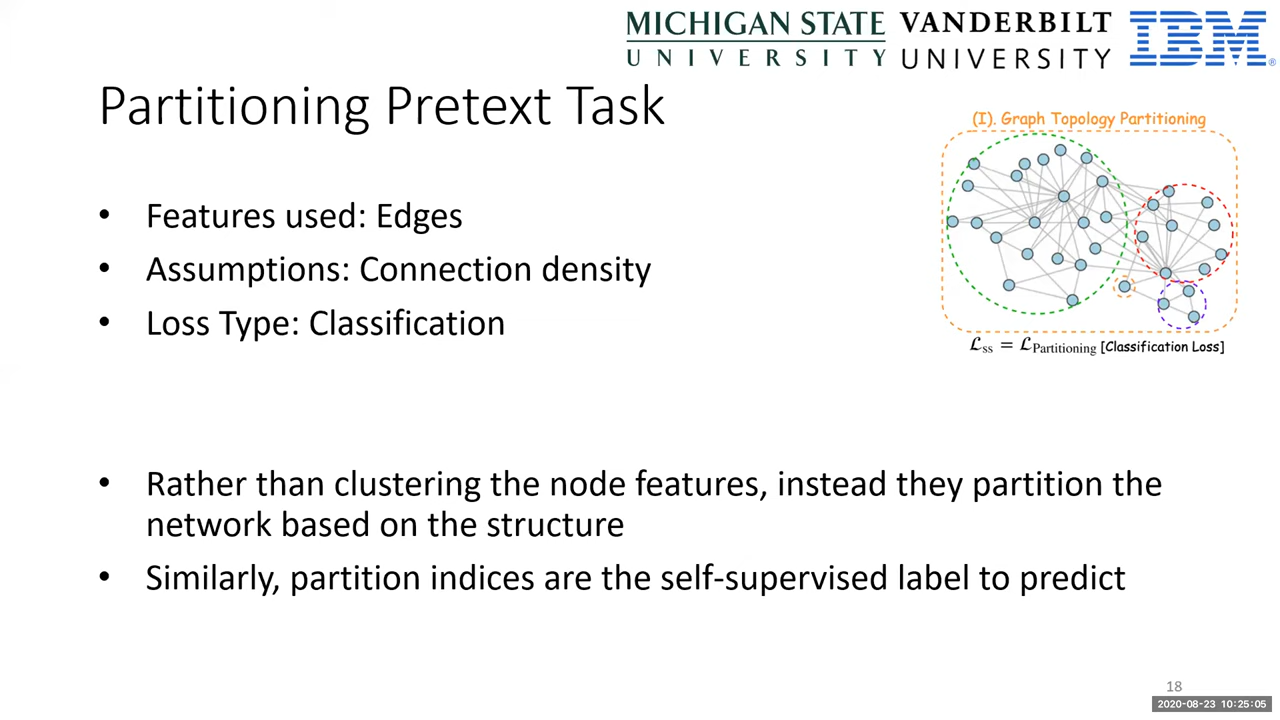 MICHIGAN STATE
UNIVERSITY
VANDERBILT
UNIVERSITY
IBM®
Partitioning Pretext Task
(I). Graph Topology Partitioning
• Features used: Edges
• Assumptions: Connection density
• Loss Type: Classification
ℒss = ℒPartitioning [Classification Loss]
• Rather than clustering the node features, instead they partition the
network based on the structure
• Similarly, partition indices are the self-supervised label to predict
18
2020-08-23 10:25:05